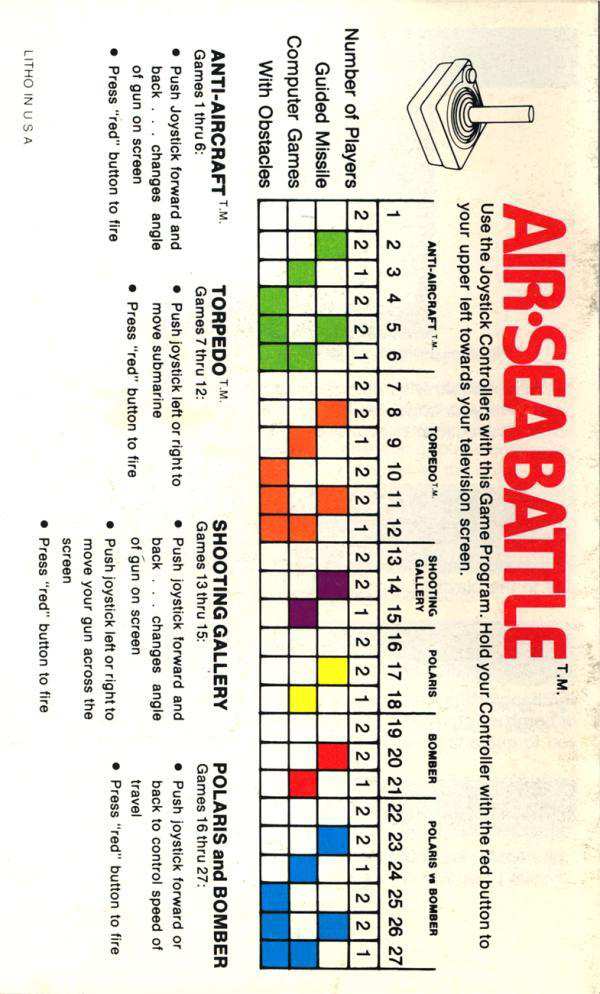 AIR·SEA BATTLE T.M.
Use the Joystick Controllers with this Game Program. Hold your Controller with the red button to
your upper left towards your television screen.
ANTI-AIRCRAFT T.M. TORPEDO T.M. SHOOTING GALLERY POLARIS BOMBER POLARIS vs BOMBER
1 2 3 4 5 6 7 8 9 10 11 12 13 14 15 16 17 18 19 20 21 22 23 24 25 26 27
Number of Players 2 2 1 2 2 1 2 2 1 2 2 1 2 2 1 2 2 1 2 2 1 2 2 1 2 2 1
Guided Missile
Computer Games
With Obstacles
ANTI-AIRCRAFT T.M.
Games 1 thru 6:
• Push Joystick forward and
back . . . changes angle
of gun on screen
• Press "red" button to fire
TORPEDO T.M.
Games 7 thru 12:
• Push joystick left or right to
move submarine
• Press "red" button to fire
SHOOTING GALLERY
Games 13 thru 15:
• Push joystick forward and
back . . . changes angle
of gun on screen
• Push joystick left or right to
move your gun across the
screen
• Press "red" button to fire
POLARIS and BOMBER
Games 16 thru 27:
• Push joystick forward or
back to control speed of
travel
• Press "red" button to fire
LITHO IN U S A